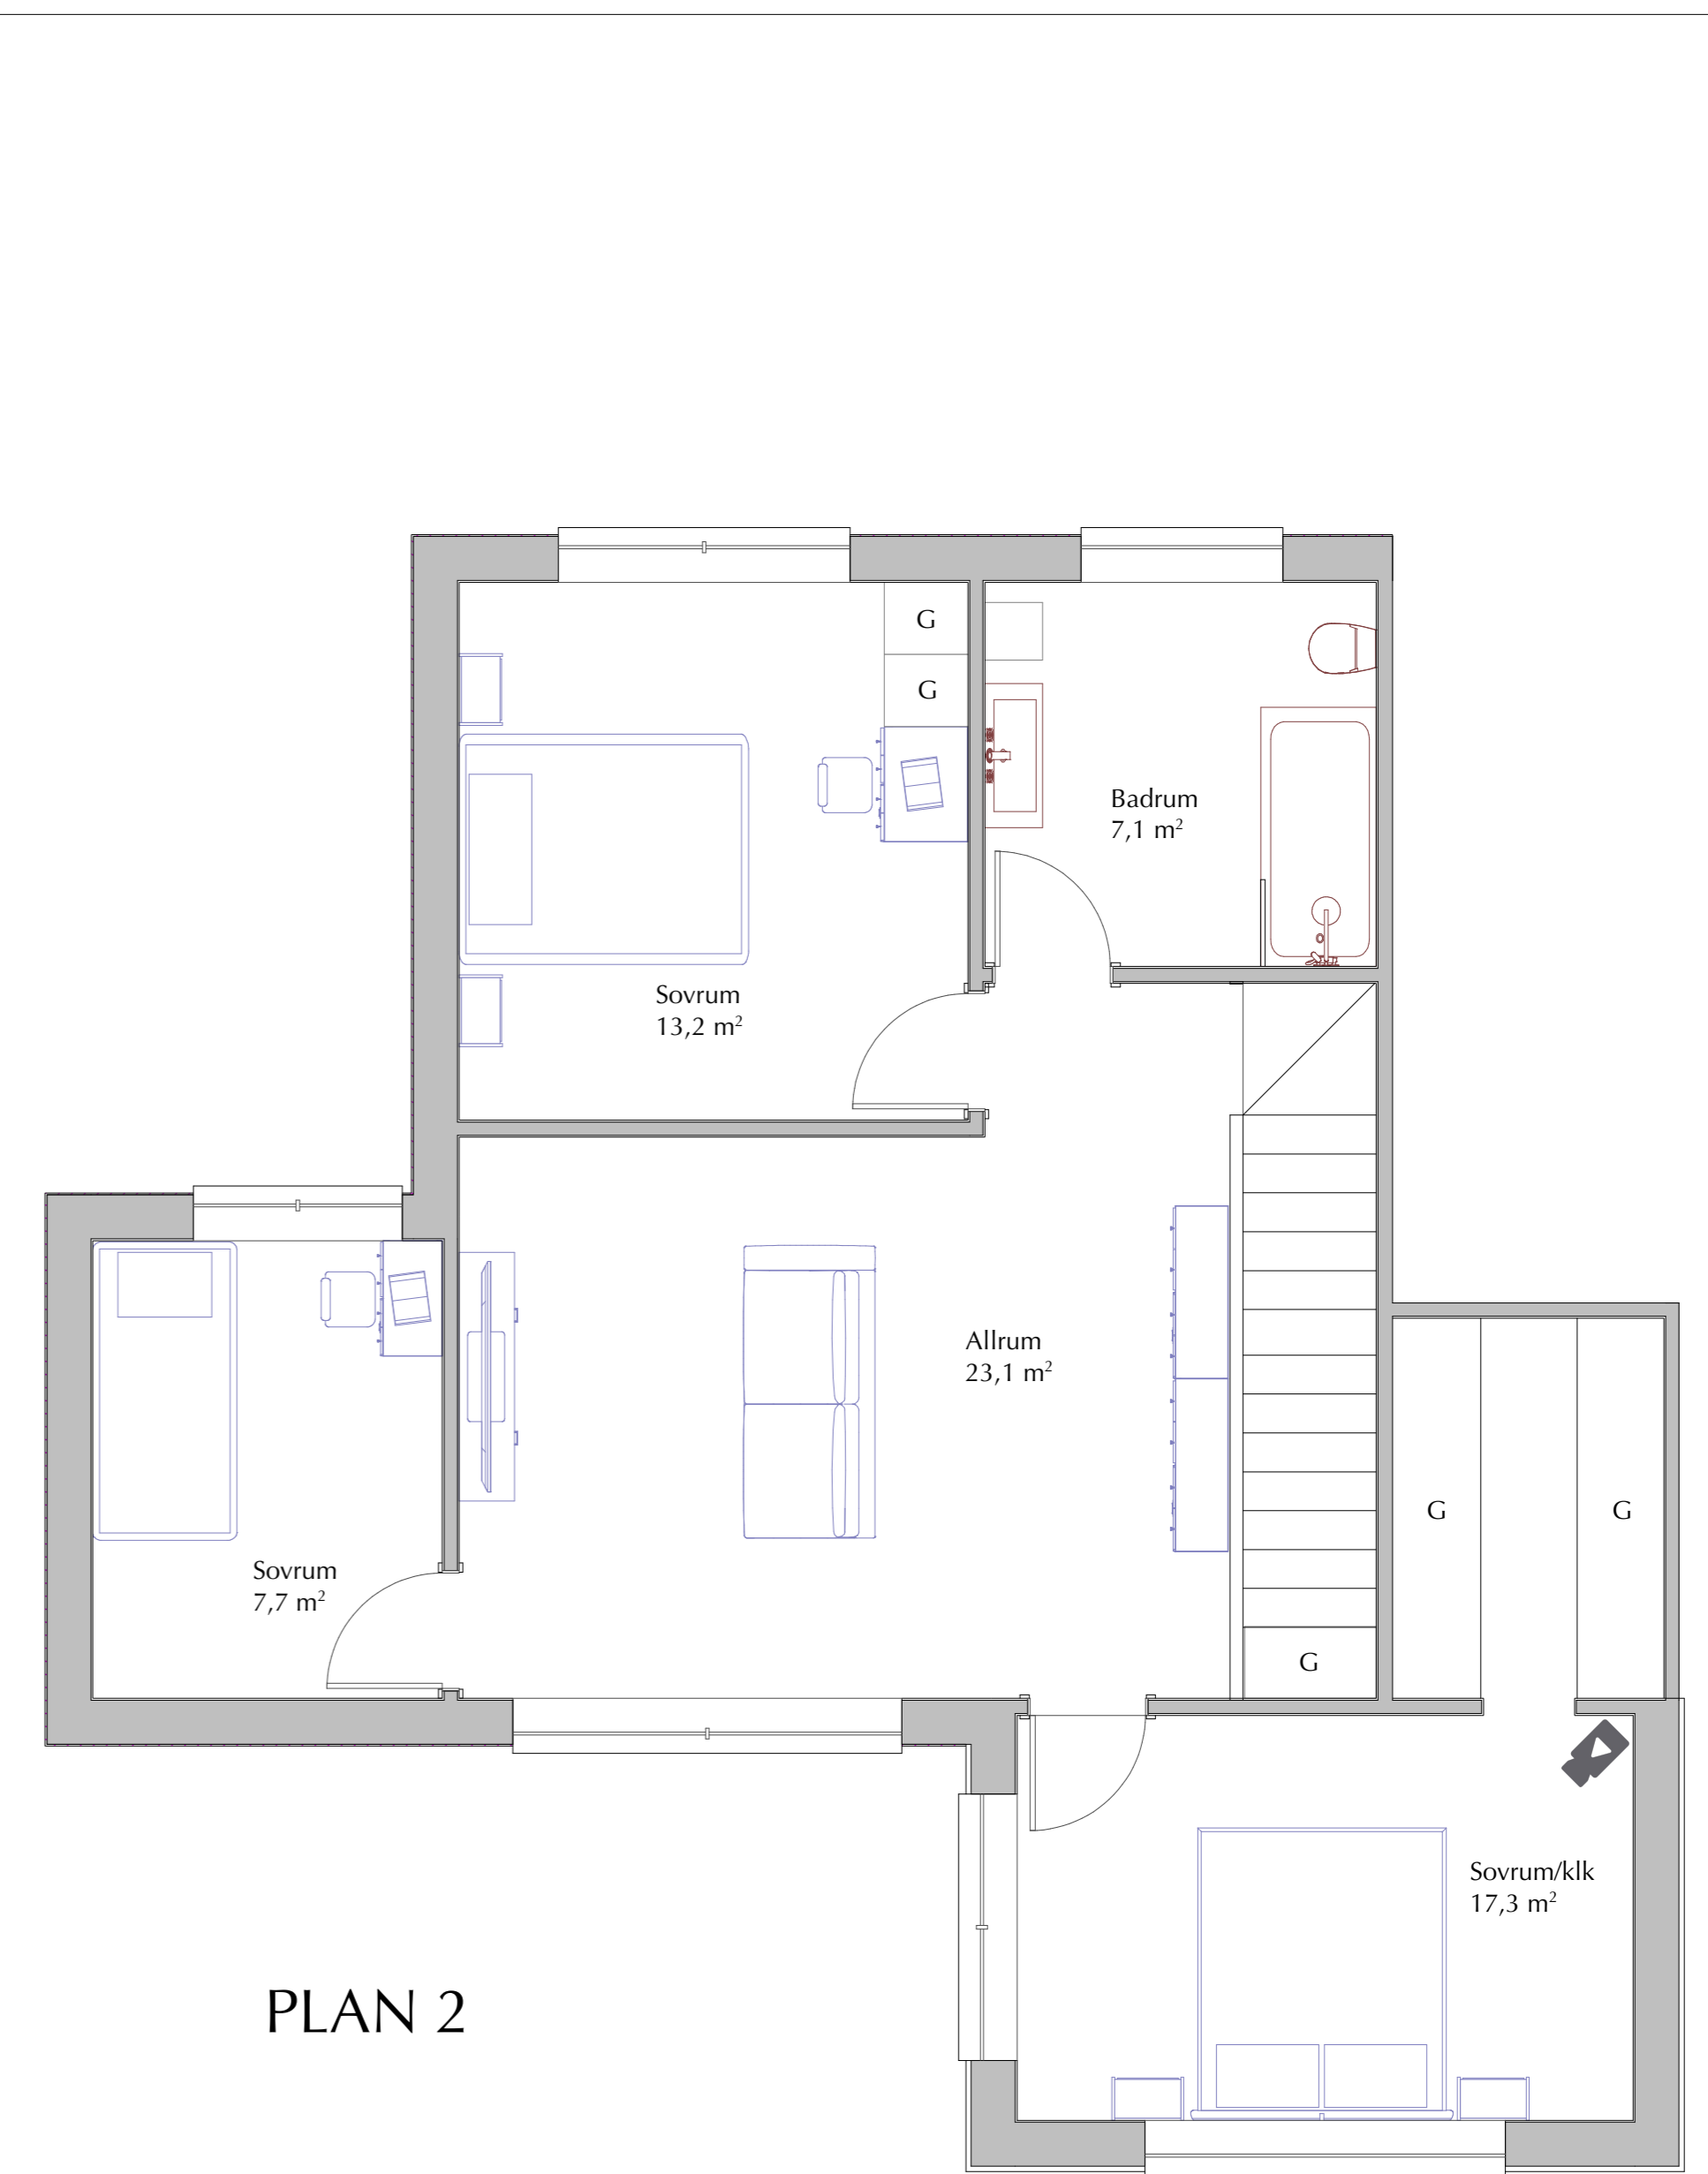 G
G
Badrum
7,1 m²
Sovrum
13,2 m²
Allrum
23,1 m²
G
G
Sovrum
7,7 m²
G
Sovrum/klk
17,3 m²
PLAN 2